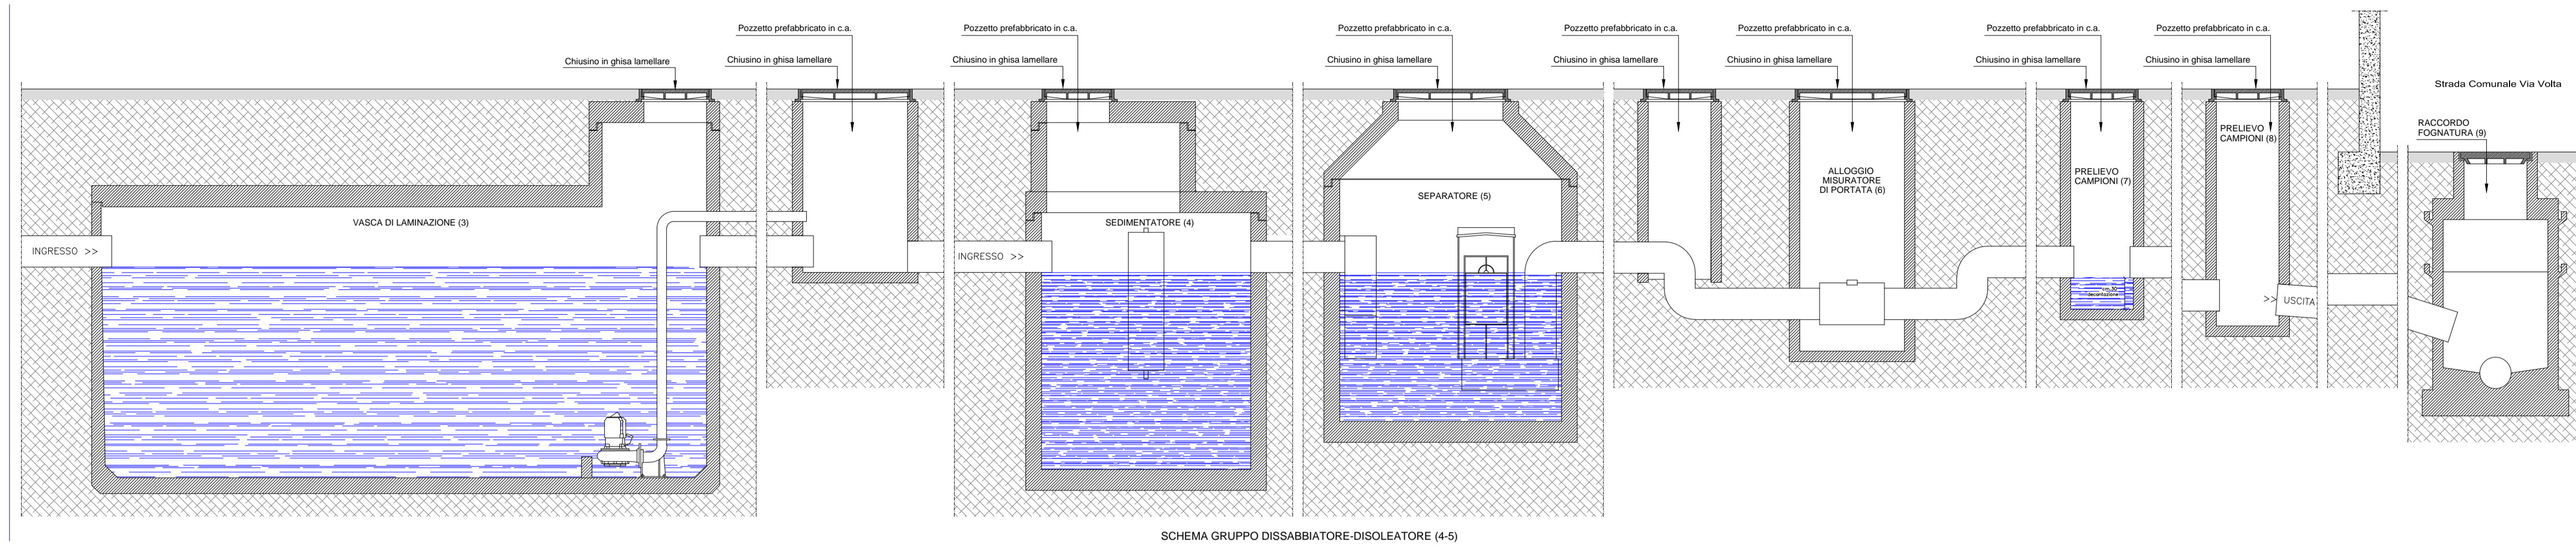 Pozzetto prefabbricato in c.a.
Pozzetto prefabbricato in c.a.
Pozzetto prefabbricato in c.a.
Pozzetto prefabbricato in c.a.
Pozzetto prefabbricato in c.a.
Pozzetto prefabbricato in c.a.
Pozzetto prefabbricato in c.a.
Chiusino in ghisa lamellare
Chiusino in ghisa lamellare
Chiusino in ghisa lamellare
Chiusino in ghisa lamellare
Chiusino in ghisa lamellare
Chiusino in ghisa lamellare
Chiusino in ghisa lamellare
Chiusino in ghisa lamellare
Strada Comunale Via Volta
RACCORDO
FOGNATURA (9)
PRELIEVO
CAMPIONI (8)
ALLOGGIO
MISURATORE
DI PORTATA (6)
PRELIEVO
CAMPIONI (7)
SEPARATORE (5)
VASCA DI LAMINAZIONE (3)
SEDIMENTATORE (4)
INGRESSO >>
INGRESSO >>
decantazione
>> USCITA
SCHEMA GRUPPO DISSABBIATORE-DISOLEATORE (4-5)